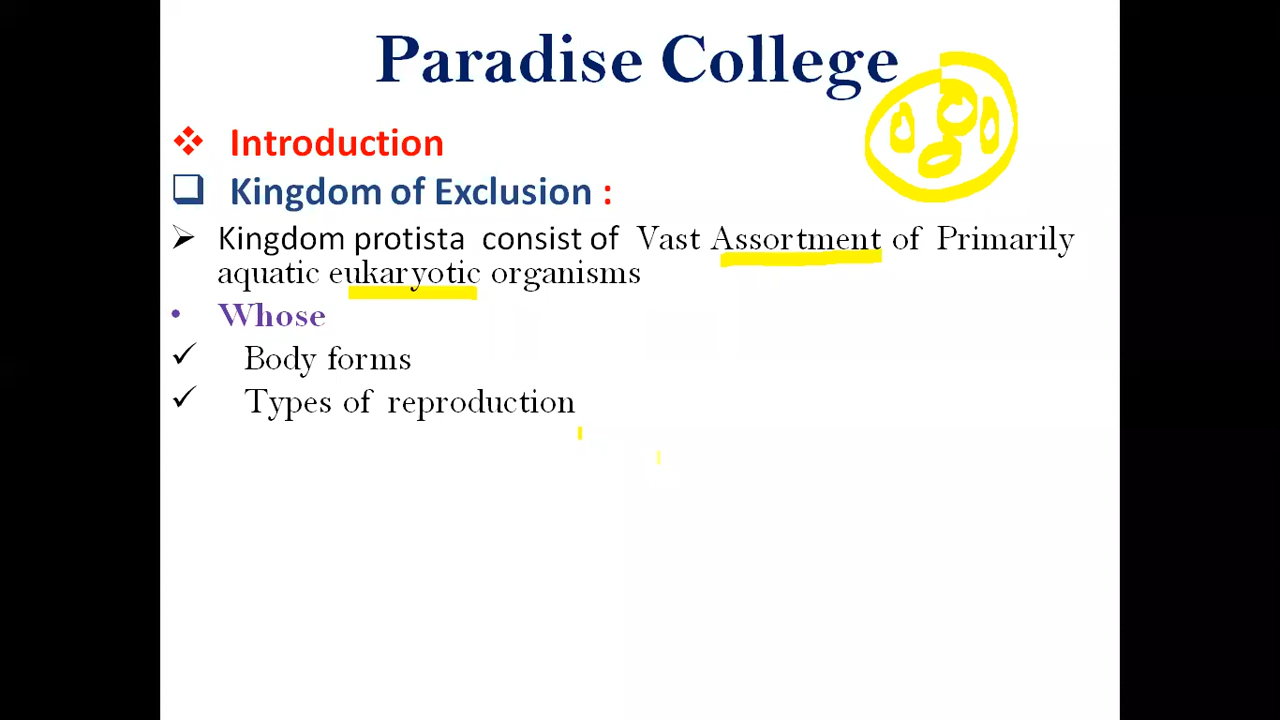 Paradise College
Introduction
Kingdom of Exclusion :
Kingdom protista consist of Vast Assortment of Primarily
aquatic eukaryotic organisms
Whose
Body forms
Types of reproduction